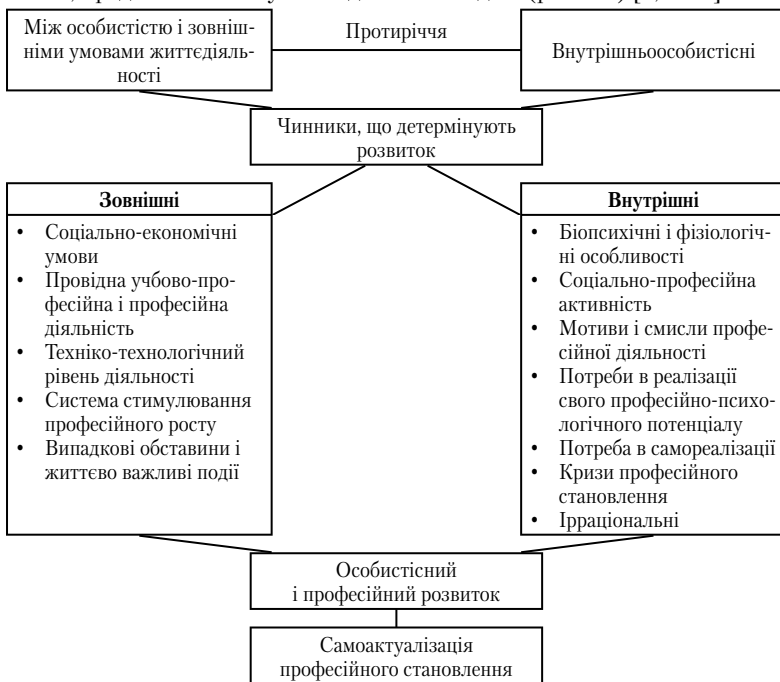 Між особистістю і зовніш-
німи умовами життєдіяль-
ності
Протиріччя
Внутрішньоособистісні
Чинники, що детермінують
розвиток
Зовнішні
• Соціально-економічні
умови
• Провідна учбово-про-
фесійна і професійна
діяльність
• Техніко-технологічний
рівень діяльності
• Система стимулювання
професійного росту
• Випадкові обставини і
життєво важливі події
Внутрішні
• Біопсихічні і фізіологіч-
ні особливості
• Соціально-професійна
активність
• Мотиви і смисли профе-
сійної діяльності
• Потреби в реалізації
свого професійно-психо-
логічного потенціалу
• Потреба в самореалізації
• Кризи професійного
становлення
• Ірраціональні
Особистісний
і професійний розвиток
Самоактуалізація
професійного становлення